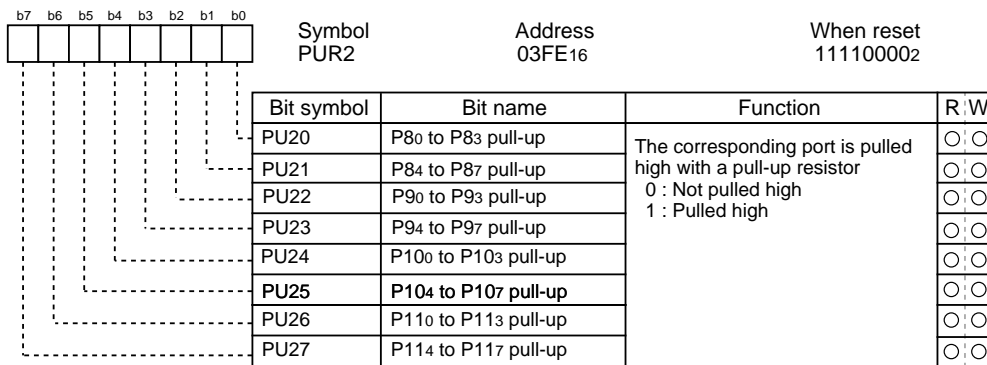 b7 b6 b5 b4 b3 b2 b1 b0
Symbol Address When reset
PUR2 03FE16 111100002
Bit symbol Bit name Function R W
PU20 P80 to P83 pull-up The corresponding port is pulled
high with a pull-up resistor
0 : Not pulled high
1 : Pulled high
PU21 P84 to P87 pull-up
PU22 P90 to P93 pull-up
PU23 P94 to P97 pull-up
PU24 P100 to P103 pull-up
PU25 P104 to P107 pull-up
PU26 P110 to P113 pull-up
PU27 P114 to P117 pull-up